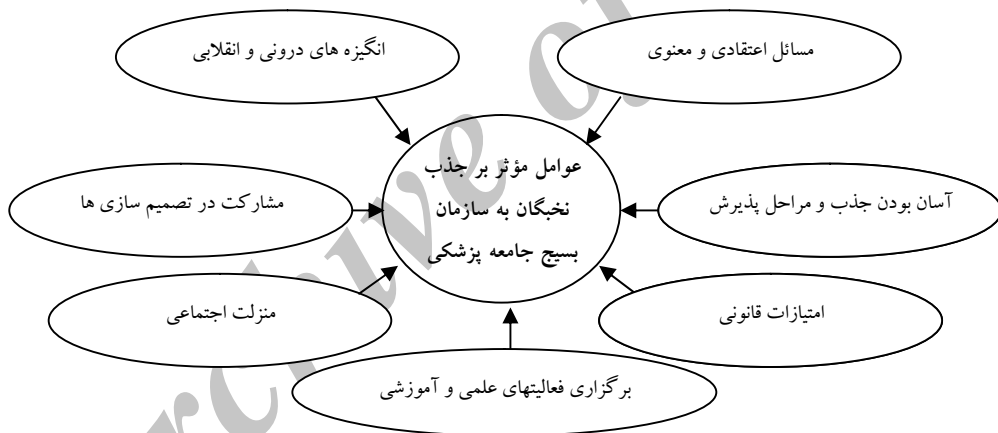 مسائل اعتقادی و معنوی
انگیزه های درونی و انقلابی
عوامل مؤثر بر جذب
نخبگان به سازمان
بسیج جامعه پزشکی
آسان بودن جذب و مراحل پذیرش
مشارکت در تصمیم سازی ها
امتیازات قانونی
منزلت اجتماعی
برگزاری فعالیتهای علمی و آموزشی